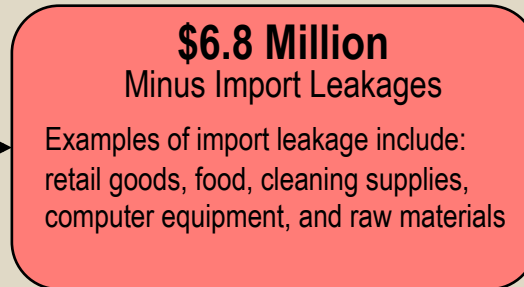 $6.8 Million
Minus Import Leakages
Examples of import leakage include:
retail goods, food, cleaning supplies,
computer equipment, and raw materials